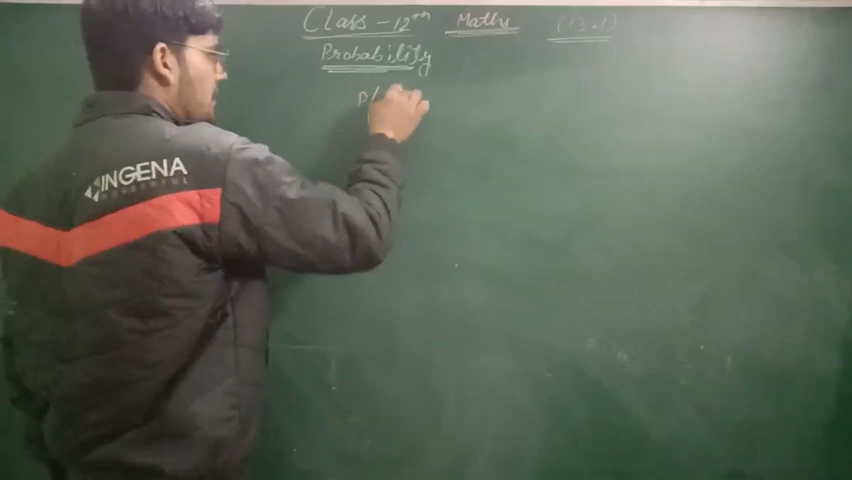 Class - 12th Maths (13.1)
Probability
P(
INGENA